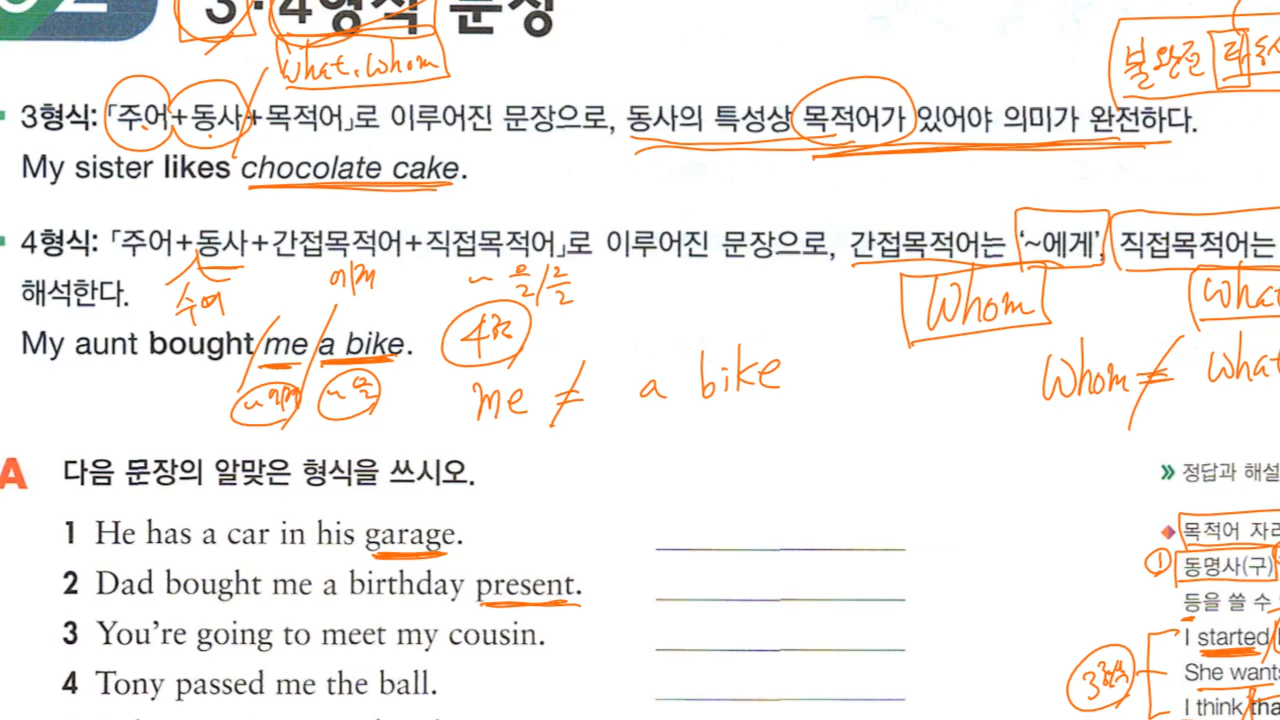 3·4형식 문장
what, whom
불완전
3형식: 「주어+동사+목적어」로 이루어진 문장으로, 동사의 특성상 목적어가 있어야 의미가 완전하다.
My sister likes chocolate cake.
4형식: 「주어+동사+간접목적어+직접목적어」로 이루어진 문장으로, 간접목적어는 '~에게', 직접목적어는
수여
에게
~ 을/를
해석한다.
Whom
what
My aunt bought me a bike.
4형
~에게
~을
me ≠ a bike
Whom ≠ what
A 다음 문장의 알맞은 형식을 쓰시오.
» 정답과 해설
1 He has a car in his garage.
2 Dad bought me a birthday present.
3 You're going to meet my cousin.
4 Tony passed me the ball.
목적어 자리
① 동명사(구)
등을 쓸 수
I started
She wants
I think tha
3형식